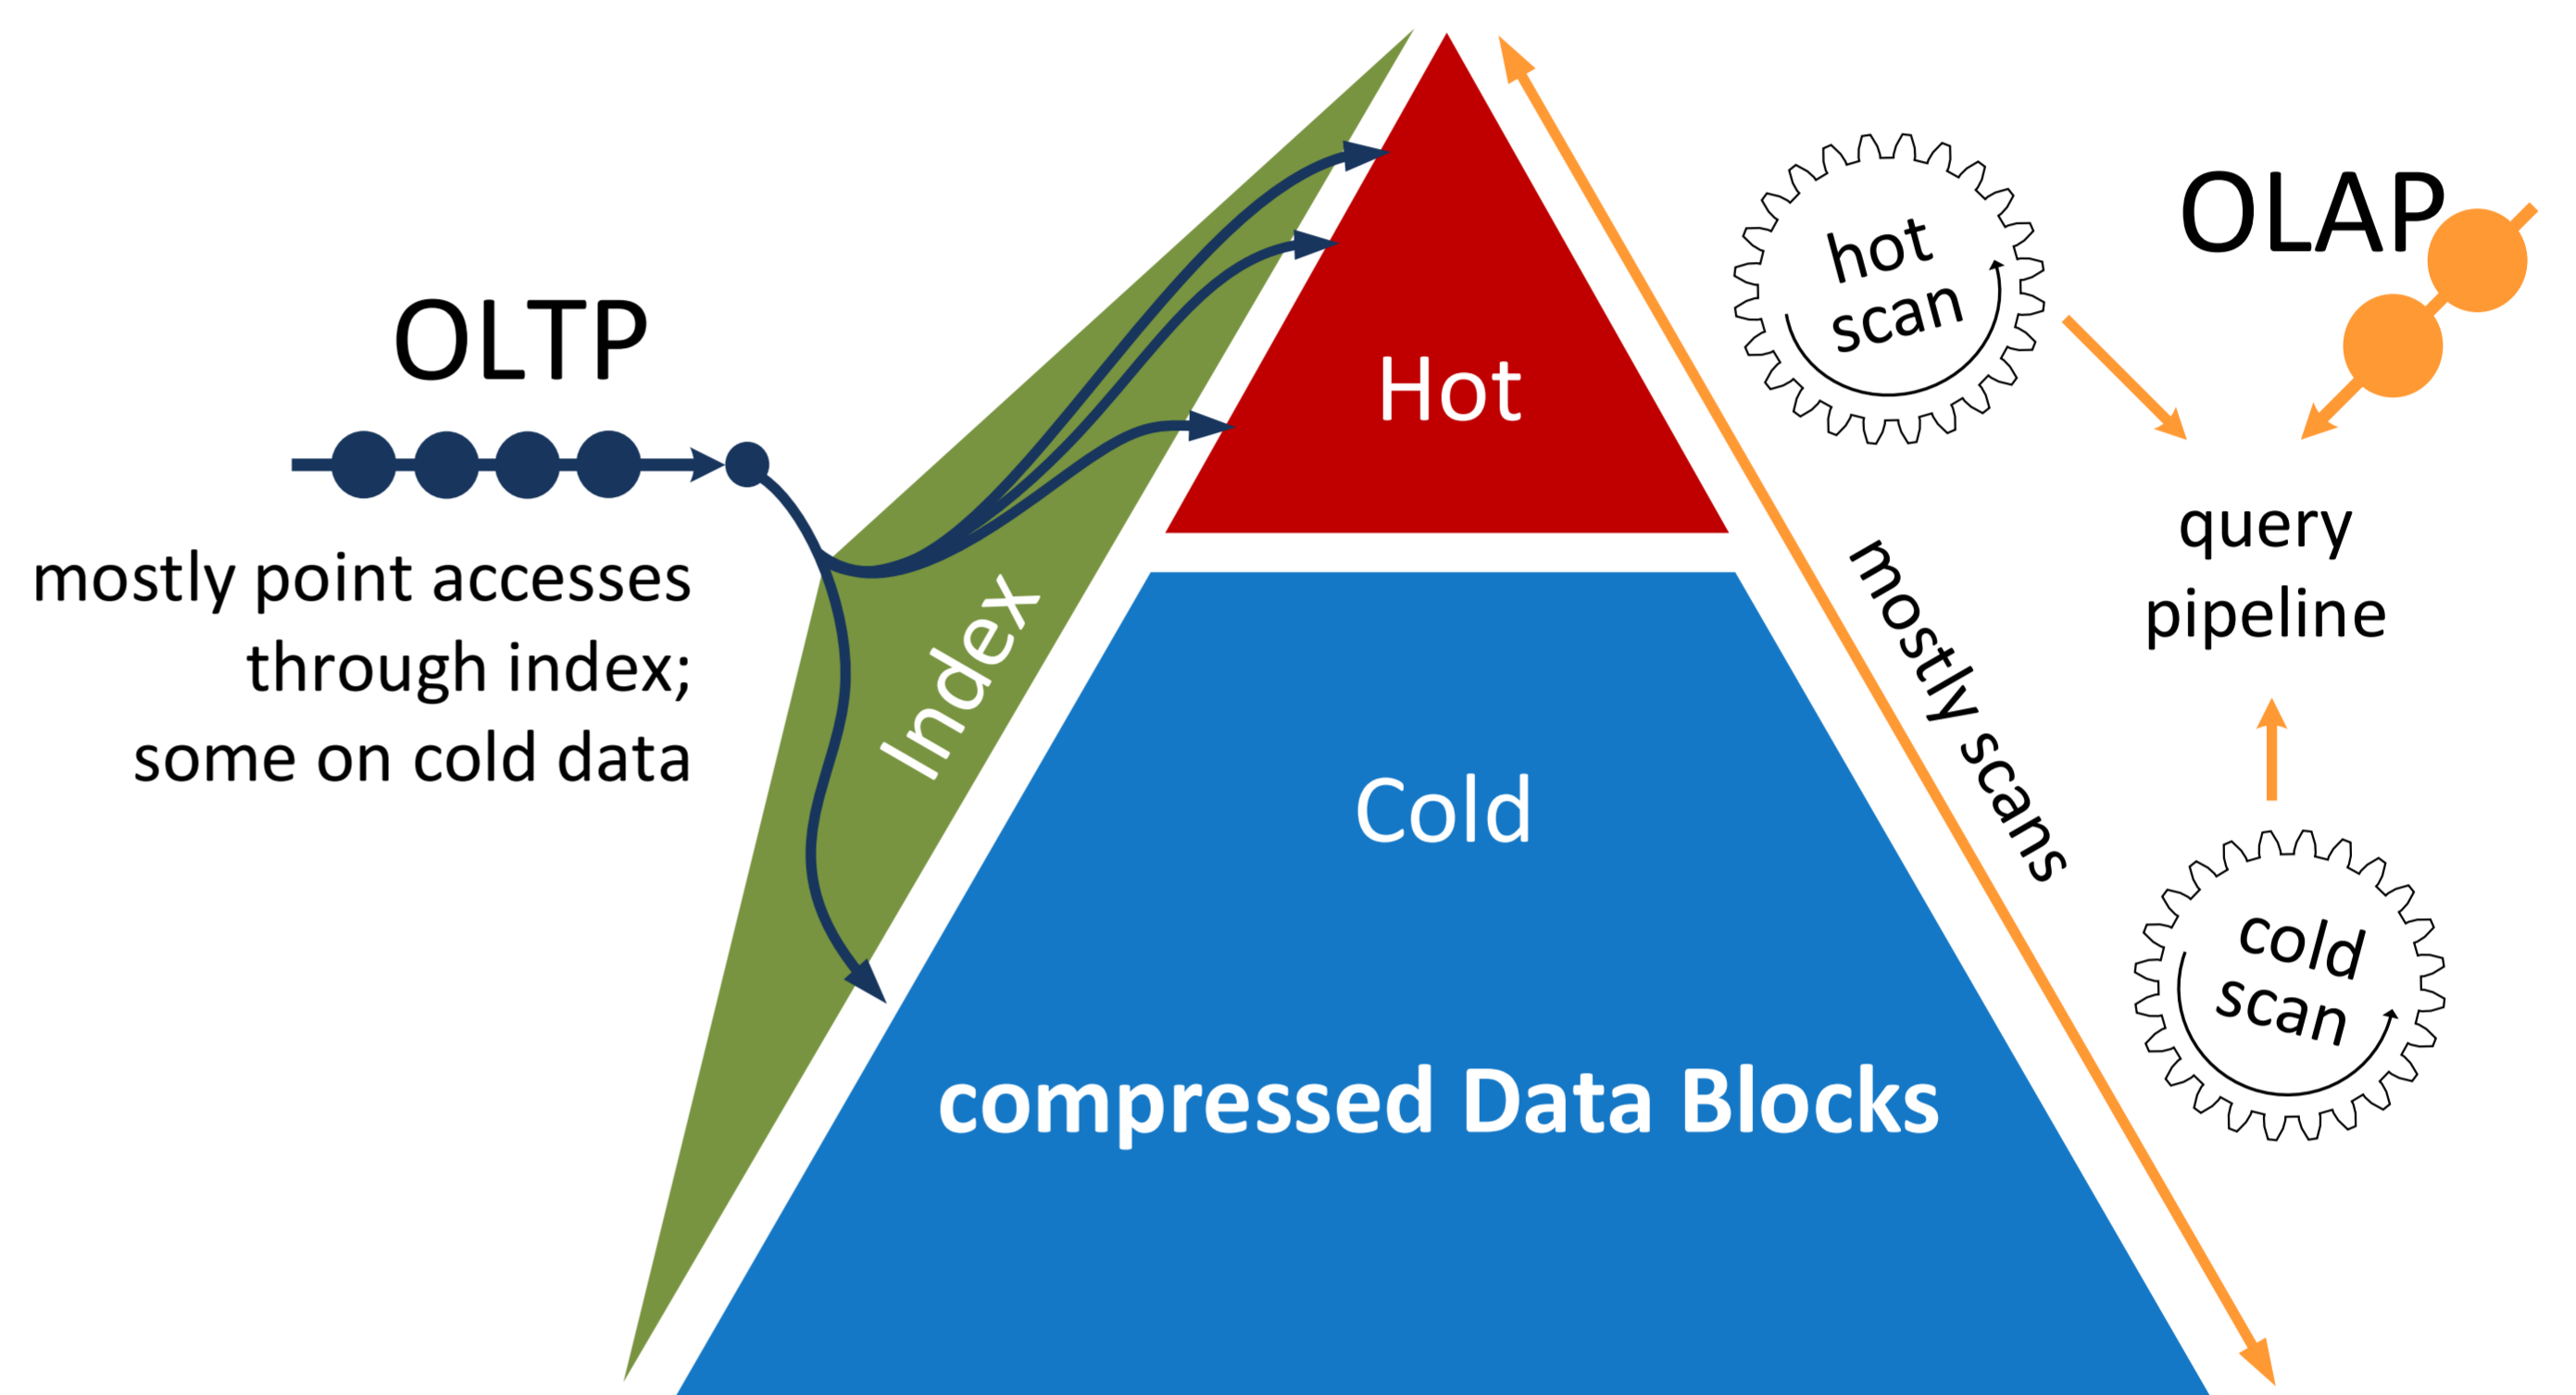 OLTP
mostly point accesses
through index;
some on cold data
Index
Hot
Cold
compressed Data Blocks
mostly scans
hot
scan
OLAP
query
pipeline
cold
scan